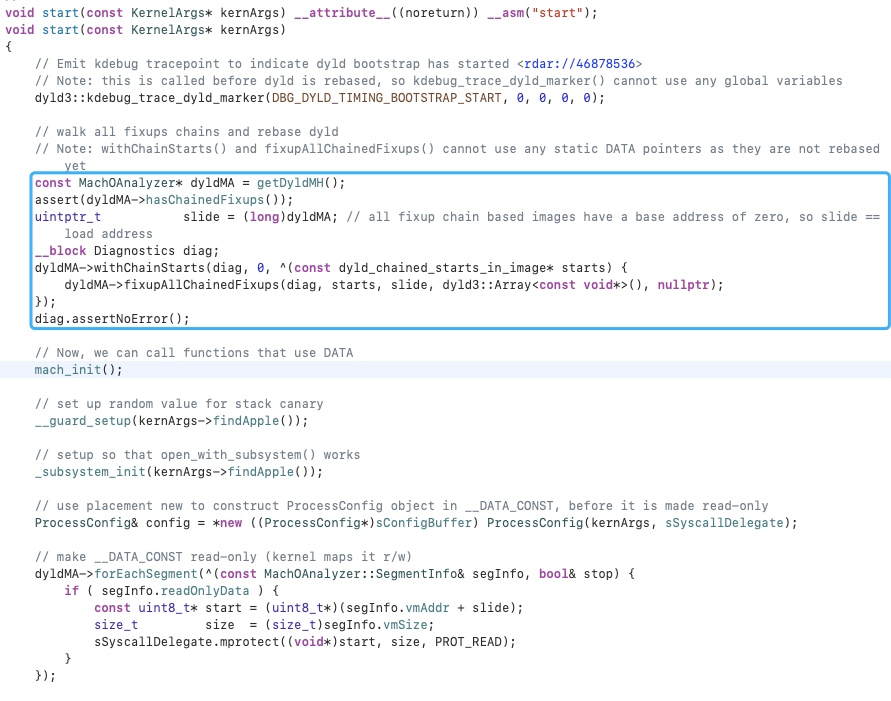 void start(const KernelArgs* kernArgs) __attribute__((noreturn)) __asm("start");
void start(const KernelArgs* kernArgs)
{
    // Emit kdebug tracepoint to indicate dyld bootstrap has started <rdar://46878536>
    // Note: this is called before dyld is rebased, so kdebug_trace_dyld_marker() cannot use any global variables
    dyld3::kdebug_trace_dyld_marker(DBG_DYLD_TIMING_BOOTSTRAP_START, 0, 0, 0, 0);

    // walk all fixups chains and rebase dyld
    // Note: withChainStarts() and fixupAllChainedFixups() cannot use any static DATA pointers as they are not rebased
        yet
    const MachOAnalyzer* dyldMA = getDyldMH();
    assert(dyldMA->hasChainedFixups());
    uintptr_t           slide = (long)dyldMA; // all fixup chain based images have a base address of zero, so slide ==
        load address
    __block Diagnostics diag;
    dyldMA->withChainStarts(diag, 0, ^(const dyld_chained_starts_in_image* starts) {
        dyldMA->fixupAllChainedFixups(diag, starts, slide, dyld3::Array<const void*>(), nullptr);
    });
    diag.assertNoError();

    // Now, we can call functions that use DATA
    mach_init();

    // set up random value for stack canary
    __guard_setup(kernArgs->findApple());

    // setup so that open_with_subsystem() works
    _subsystem_init(kernArgs->findApple());

    // use placement new to construct ProcessConfig object in __DATA_CONST, before it is made read-only
    ProcessConfig& config = *new ((ProcessConfig*)sConfigBuffer) ProcessConfig(kernArgs, sSyscallDelegate);

    // make __DATA_CONST read-only (kernel maps it r/w)
    dyldMA->forEachSegment(^(const MachOAnalyzer::SegmentInfo& segInfo, bool& stop) {
        if ( segInfo.readOnlyData ) {
            const uint8_t* start = (uint8_t*)(segInfo.vmAddr + slide);
            size_t         size  = (size_t)segInfo.vmSize;
            sSyscallDelegate.mprotect((void*)start, size, PROT_READ);
        }
    });